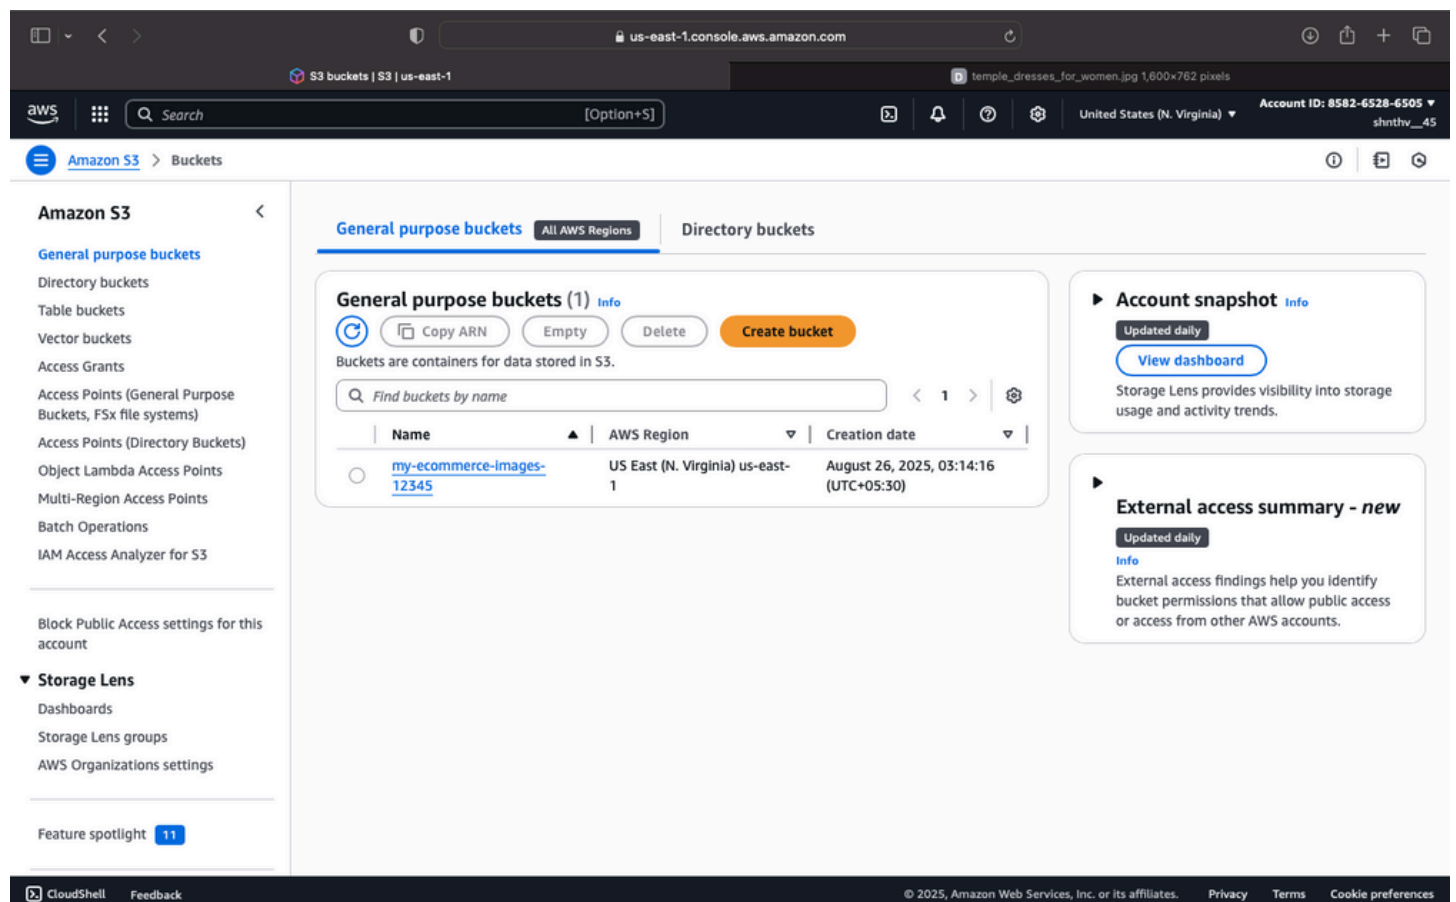 us-east-1.console.aws.amazon.com
S3 buckets | S3 | us-east-1
D temple_dresses_for_women.jpg 1,600×762 pixels
aws
Search [Option+S]
United States (N. Virginia)
Account ID: 8582-6528-6505
shnthv__45
Amazon S3 > Buckets
Amazon S3
General purpose buckets
Directory buckets
Table buckets
Vector buckets
Access Grants
Access Points (General Purpose
Buckets, FSx file systems)
Access Points (Directory Buckets)
Object Lambda Access Points
Multi-Region Access Points
Batch Operations
IAM Access Analyzer for S3
Block Public Access settings for this
account
Storage Lens
Dashboards
Storage Lens groups
AWS Organizations settings
Feature spotlight 11
General purpose buckets All AWS Regions
Directory buckets
General purpose buckets (1) Info
Copy ARN
Empty
Delete
Create bucket
Buckets are containers for data stored in S3.
Find buckets by name
1
Name
AWS Region
Creation date
my-ecommerce-images-
12345
US East (N. Virginia) us-east-
1
August 26, 2025, 03:14:16
(UTC+05:30)
Account snapshot Info
Updated daily
View dashboard
Storage Lens provides visibility into storage
usage and activity trends.
External access summary - new
Updated daily
Info
External access findings help you identify
bucket permissions that allow public access
or access from other AWS accounts.
CloudShell
Feedback
© 2025, Amazon Web Services, Inc. or its affiliates.
Privacy
Terms
Cookie preferences